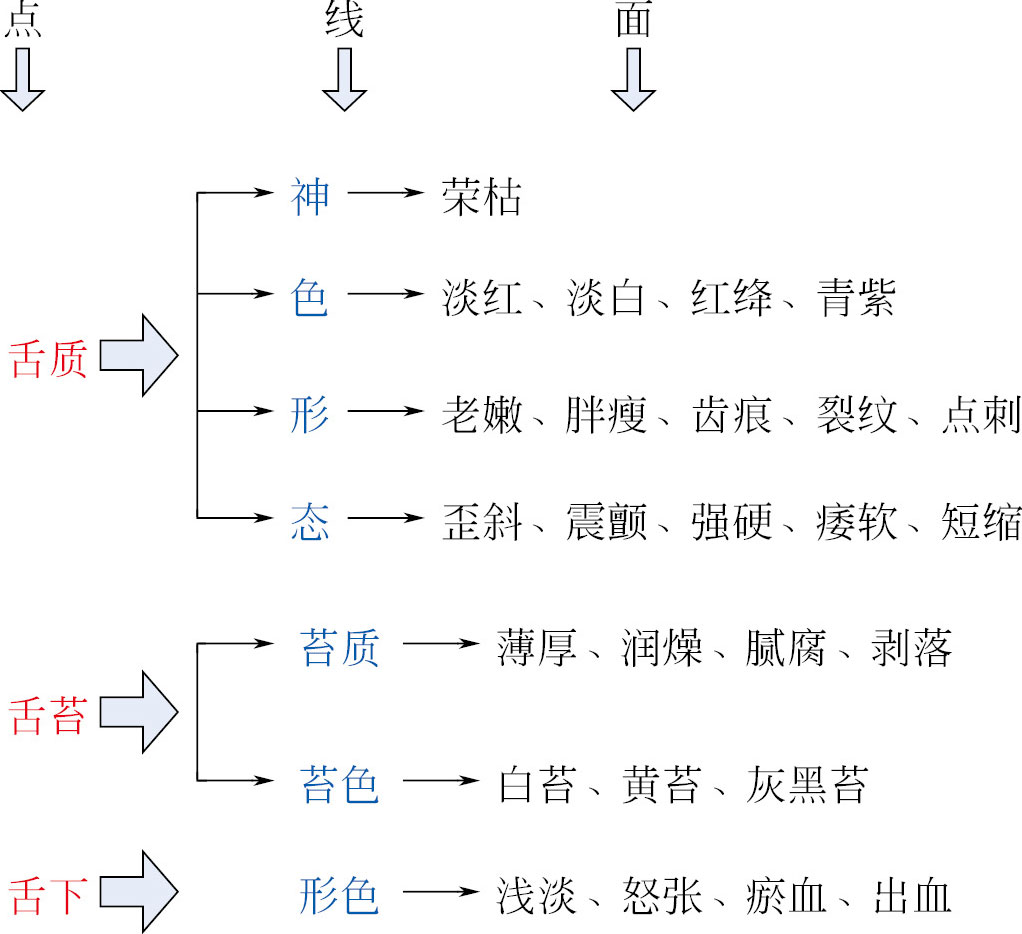 点 线 面
神 荣枯
色 淡红、淡白、红绛、青紫
舌质
形 老嫩、胖瘦、齿痕、裂纹、点刺
态 歪斜、震颤、强硬、痿软、短缩
苔质 薄厚、润燥、腻腐、剥落
舌苔
苔色 白苔、黄苔、灰黑苔
舌下 形色 浅淡、怒张、瘀血、出血